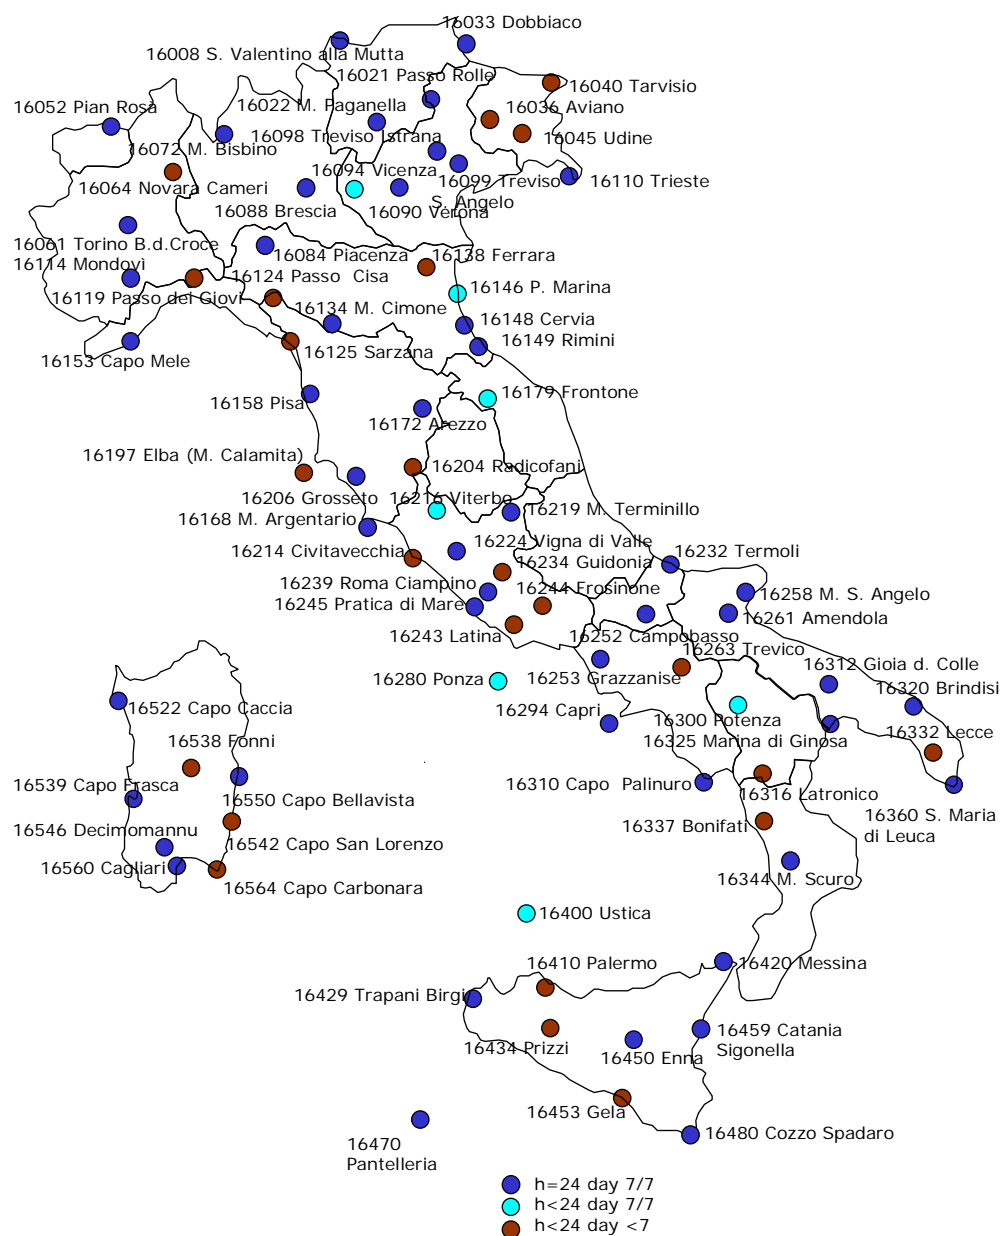 16033 Dobbiaco
16008 S. Valentino alla Mutta
16021 Passo Rolle
16040 Tarvisio
16052 Pian Rosà
16022 M. Paganella
16036 Aviano
16098 Treviso Istrana
16045 Udine
16072 M. Bisbino
16094 Vicenza
16099 Treviso
S. Angelo
16110 Trieste
16064 Novara Cameri
16088 Brescia
16090 Verona
16061 Torino B.d.Croce
16084 Piacenza
16138 Ferrara
16114 Mondovì
16124 Passo Cisa
16146 P. Marina
16119 Passo dei Giovi
16134 M. Cimone
16148 Cervia
16149 Rimini
16153 Capo Mele
16125 Sarzana
16179 Frontone
16158 Pisa
16172 Arezzo
16197 Elba (M. Calamita)
16204 Radicofani
16206 Grosseto
16216 Viterbo
16219 M. Terminillo
16168 M. Argentario
16224 Vigna di Valle
16214 Civitavecchia
16234 Guidonia
16232 Termoli
16239 Roma Ciampino
16244 Frosinone
16258 M. S. Angelo
16245 Pratica di Mare
16261 Amendola
16243 Latina
16252 Campobasso
16263 Trevico
16312 Gioia d. Colle
16280 Ponza
16253 Grazzanise
16320 Brindisi
16522 Capo Caccia
16294 Capri
16300 Potenza
16332 Lecce
16538 Fonni
16325 Marina di Ginosa
16539 Capo Frasca
16310 Capo Palinuro
16550 Capo Bellavista
16316 Latronico
16360 S. Maria
di Leuca
16546 Decimomannu
16337 Bonifati
16542 Capo San Lorenzo
16560 Cagliari
16344 M. Scuro
16564 Capo Carbonara
16400 Ustica
16410 Palermo
16420 Messina
16429 Trapani Birgi
16459 Catania
Sigonella
16434 Prizzi
16450 Enna
16453 Gela
16480 Cozzo Spadaro
16470
Pantelleria
h=24 day 7/7
h<24 day 7/7
h<24 day <7